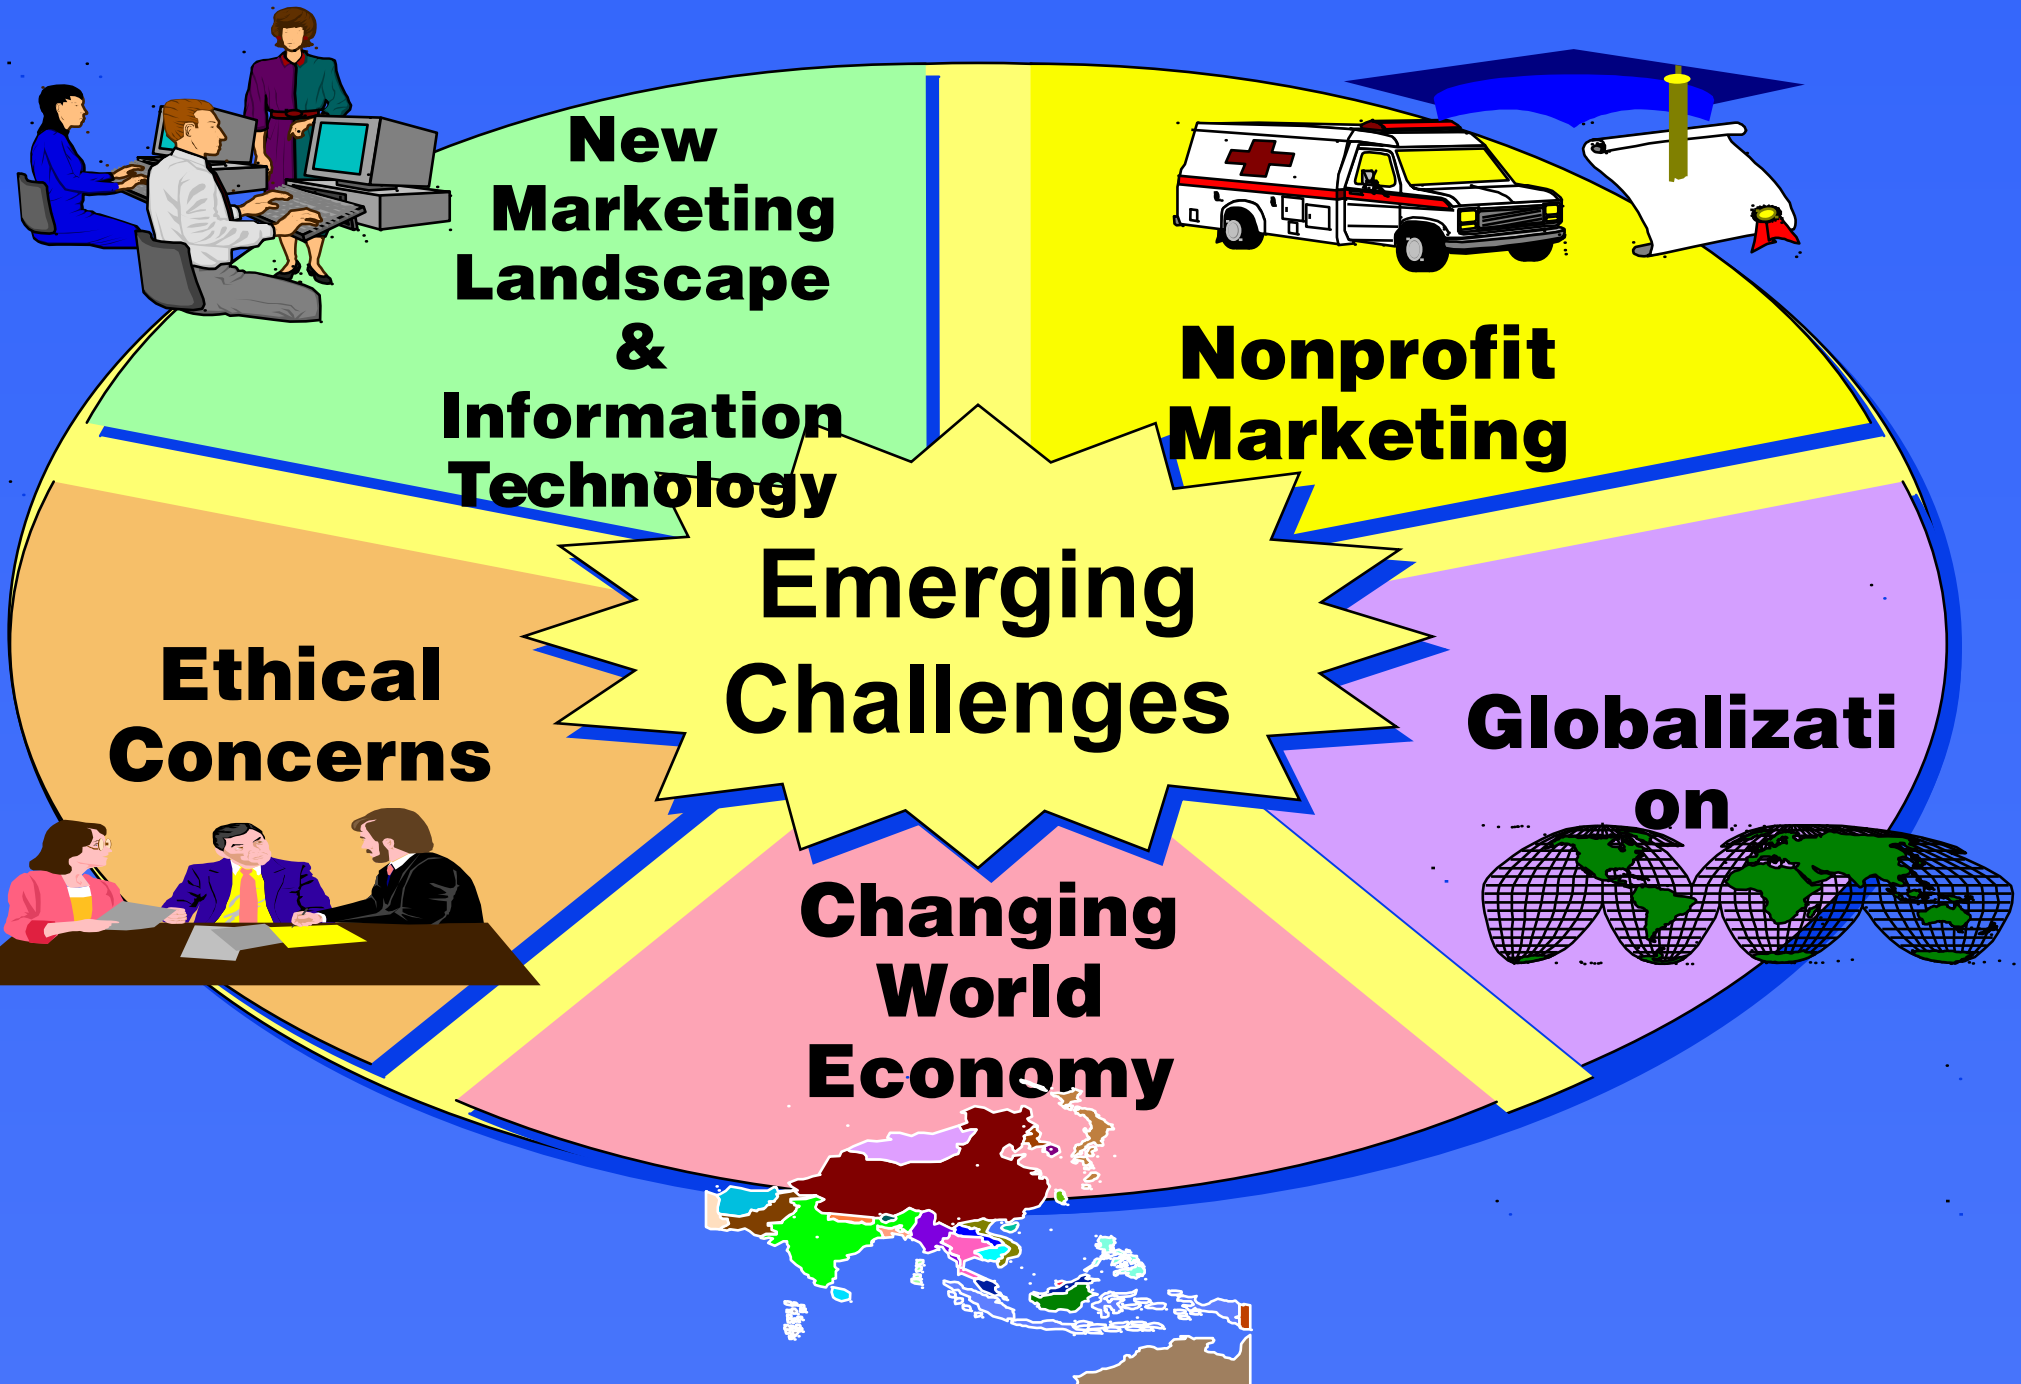 New
Marketing
Landscape
&
Information
Technology
Nonprofit
Marketing
Emerging
Challenges
Ethical
Concerns
Globalizati
on
Changing
World
Economy